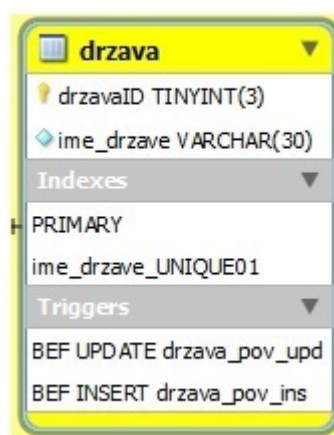 drzava
drzavaID TINYINT(3)
ime_drzave VARCHAR(30)
Indexes
PRIMARY
ime_drzave_UNIQUE01
Triggers
BEF UPDATE drzava_pov_upd
BEF INSERT drzava_pov_ins